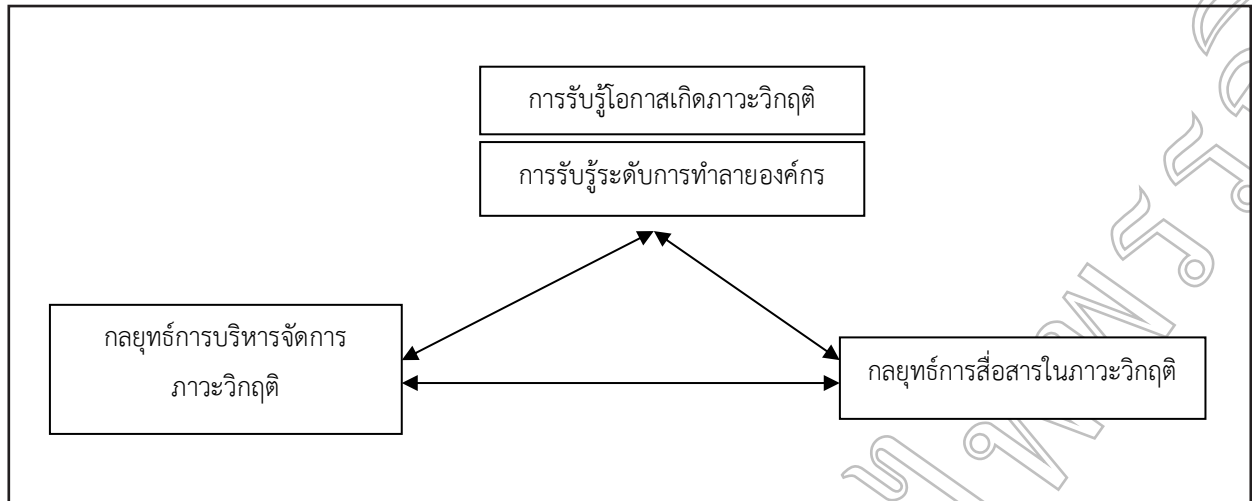 การรับรู้โอกาสเกิดภาวะวิกฤติ
การรับรู้ระดับการทำลายองค์กร
กลยุทธ์การบริหารจัดการ
ภาวะวิกฤติ
กลยุทธ์การสื่อสารในภาวะวิกฤติ